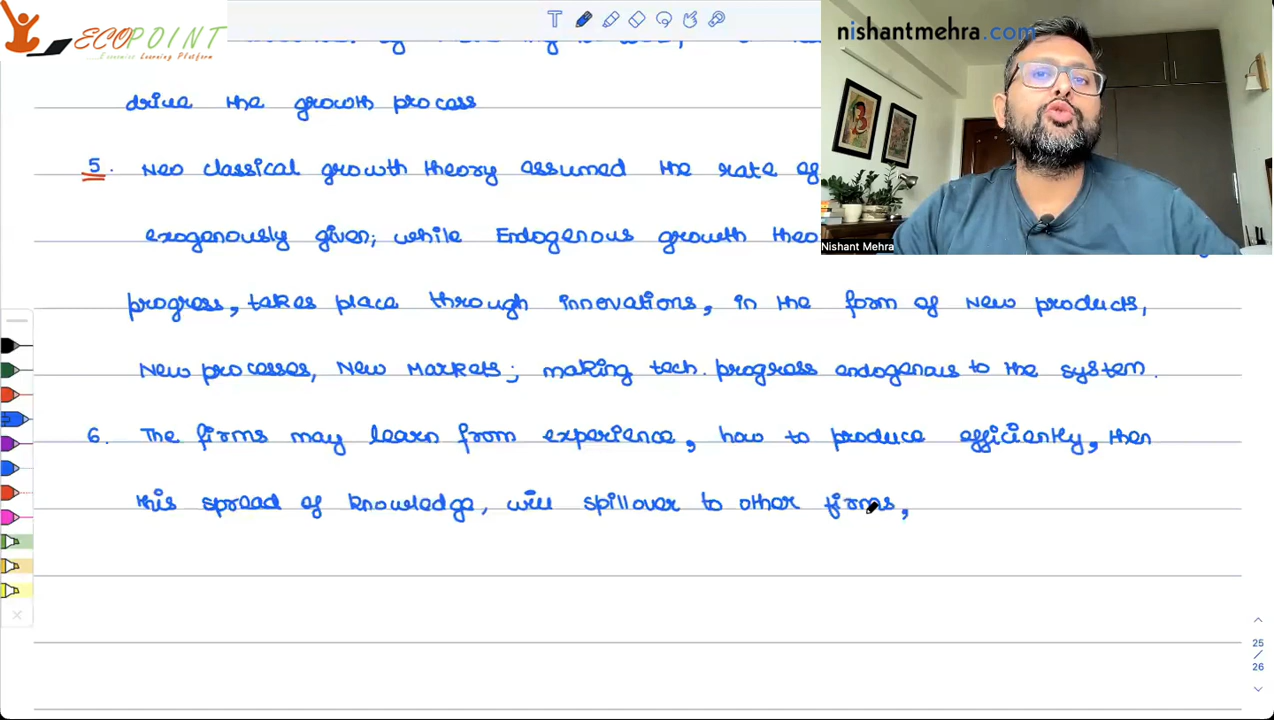 ECOPOINT
Economics Learning Platform
nishantmehra.com
drive the growth process
5. Neo classical growth theory assumed the rate of
Nishant Mehra
exogenously given; while Endogenous growth theo
progress, takes place through innovations, in the form of New products,
New processes, New Markets; making tech. progress endogenous to the system.
6. The firms may learn from experience, how to produce efficiently, then
this spread of knowledge, will spillover to other firms,
25
/
26